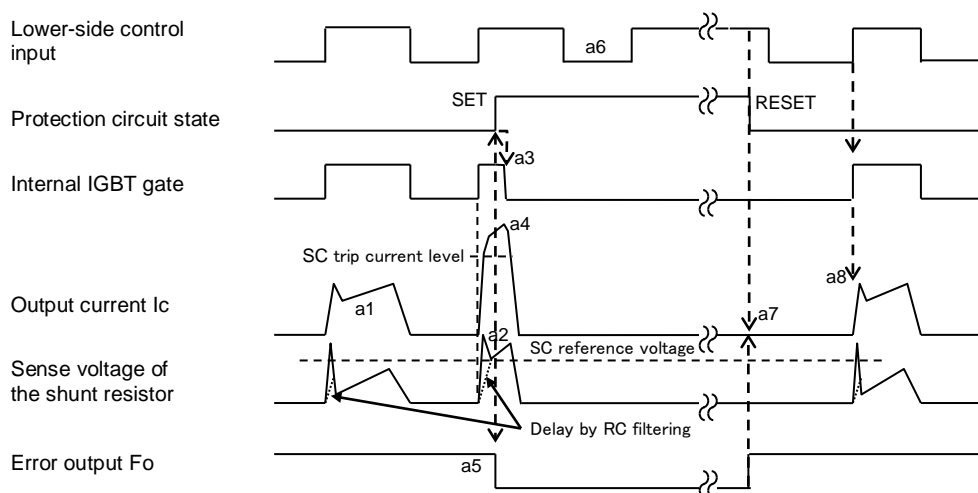 Lower-side control
input
a6
SET
RESET
Protection circuit state
a3
Internal IGBT gate
a4
SC trip current level
a8
Output current Ic
a1
a7
a2
SC reference voltage
Sense voltage of
the shunt resistor
Delay by RC filtering
Error output Fo
a5